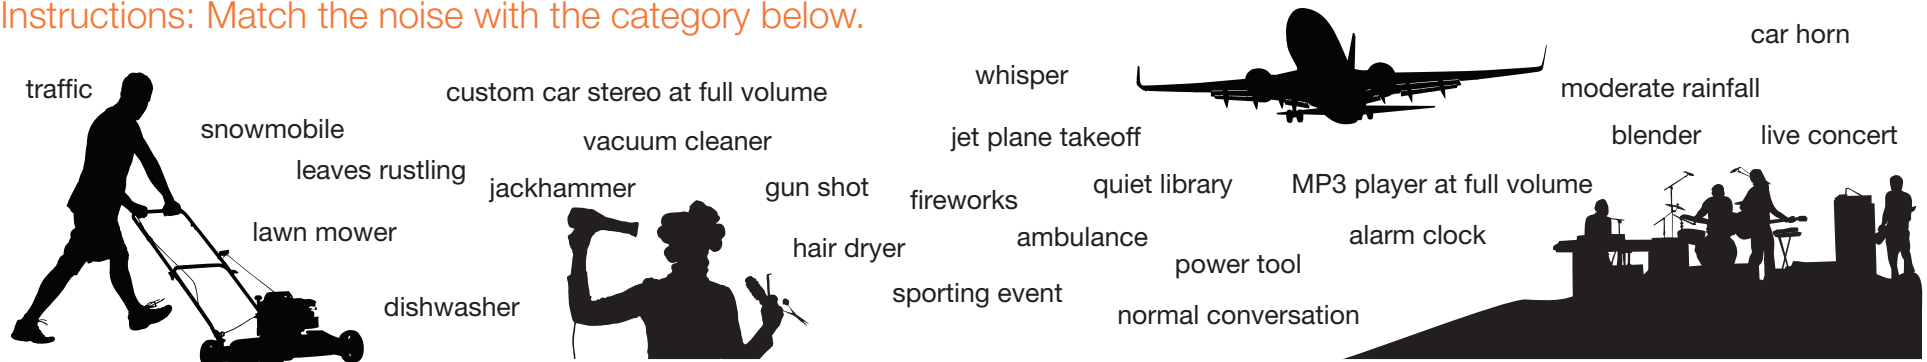 Instructions: Match the noise with the category below.
car horn
whisper
traffic
custom car stereo at full volume
moderate rainfall
snowmobile
vacuum cleaner
jet plane takeoff
blender
live concert
leaves rustling
jackhammer
gun shot
fireworks
quiet library
MP3 player at full volume
lawn mower
hair dryer
ambulance
alarm clock
power tool
dishwasher
sporting event
normal conversation